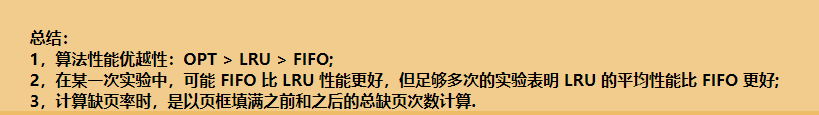 总结：
1，算法性能优越性：OPT > LRU > FIFO;
2，在某一次实验中，可能 FIFO 比 LRU 性能更好，但足够多次的实验表明 LRU 的平均性能比 FIFO 更好;
3，计算缺页率时，是以页框填满之前和之后的总缺页次数计算.